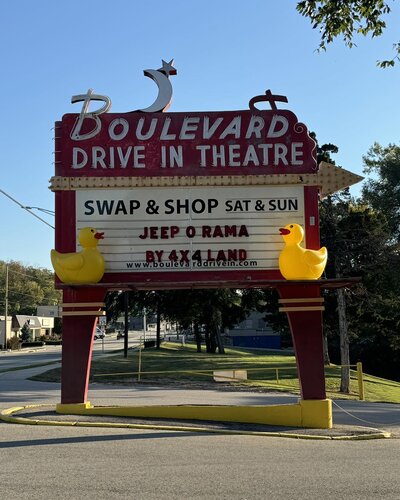 BOULEVARD
DRIVE IN THEATRE
SWAP & SHOP SAT & SUN
JEEP O RAMA
BY 4X4 LAND
www.boulevarddrivein.com